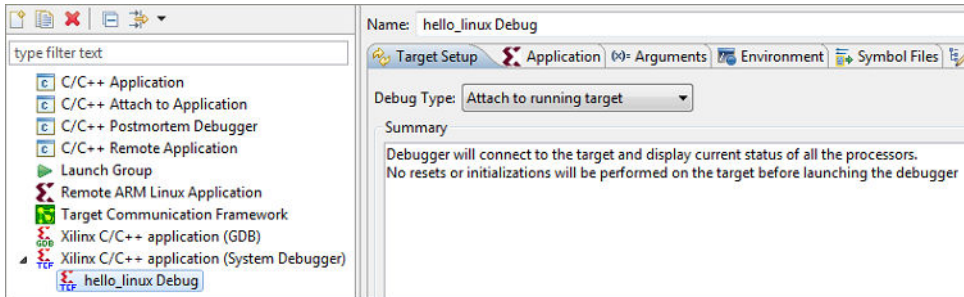 type filter text
C/C++ Application
C/C++ Attach to Application
C/C++ Postmortem Debugger
C/C++ Remote Application
Launch Group
Remote ARM Linux Application
Target Communication Framework
GDB
Xilinx C/C++ application (GDB)
TCF
Xilinx C/C++ application (System Debugger)
TCF
hello_linux Debug
Name: hello_linux Debug
Target Setup
Application
(x)= Arguments
Environment
Symbol Files
Debug Type: Attach to running target
Summary
Debugger will connect to the target and display current status of all the processors.
No resets or initializations will be performed on the target before launching the debugger